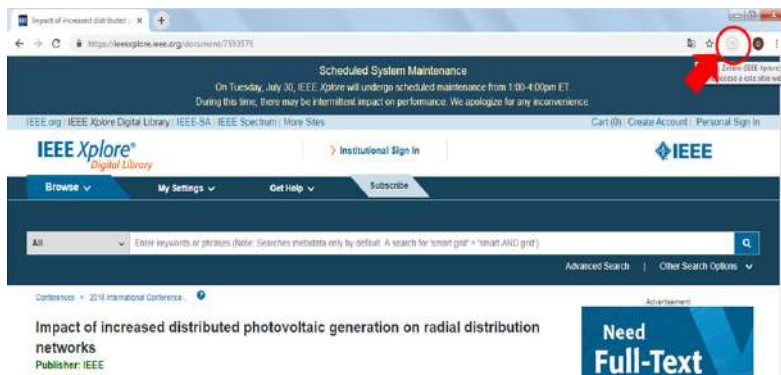 Impact of increased distributed
https://ieeexplore.ieee.org/document/7593576
Scheduled System Maintenance
On Tuesday, July 30, IEEE Xplore will undergo scheduled maintenance from 1:00-4:00pm ET
During this time, there may be intermittent impact on performance. We apologize for any inconvenience.
IEEE.org | IEEE Xplore Digital Library | IEEE-SA | IEEE Spectrum | More Sites
Cart (0) | Create Account | Personal Sign In
IEEE Xplore®
Digital Library
> Institutional Sign In
IEEE
Browse
My Settings
Get Help
Subscribe
All
Enter keywords or phrases (Note: Searches metadata only by default. A search for 'smart grid' = 'smart AND grid')
Advanced Search | Other Search Options
Conferences > 2016 International Conference...
Advertisement
Impact of increased distributed photovoltaic generation on radial distribution
networks
Publisher: IEEE
Need
Full-Text